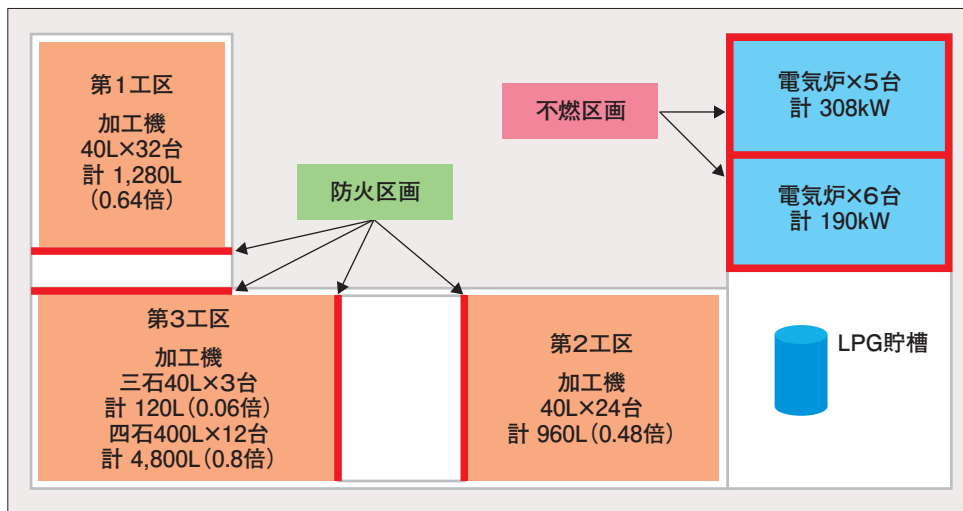 第1工区
加工機
40L×32台
計 1,280L
(0.64倍)
防火区画
不燃区画
電気炉×5台
計 308kW
電気炉×6台
計 190kW
第3工区
加工機
三石40L×3台
計 120L(0.06倍)
四石400L×12台
計 4,800L(0.8倍)
第2工区
加工機
40L×24台
計 960L(0.48倍)
LPG貯槽